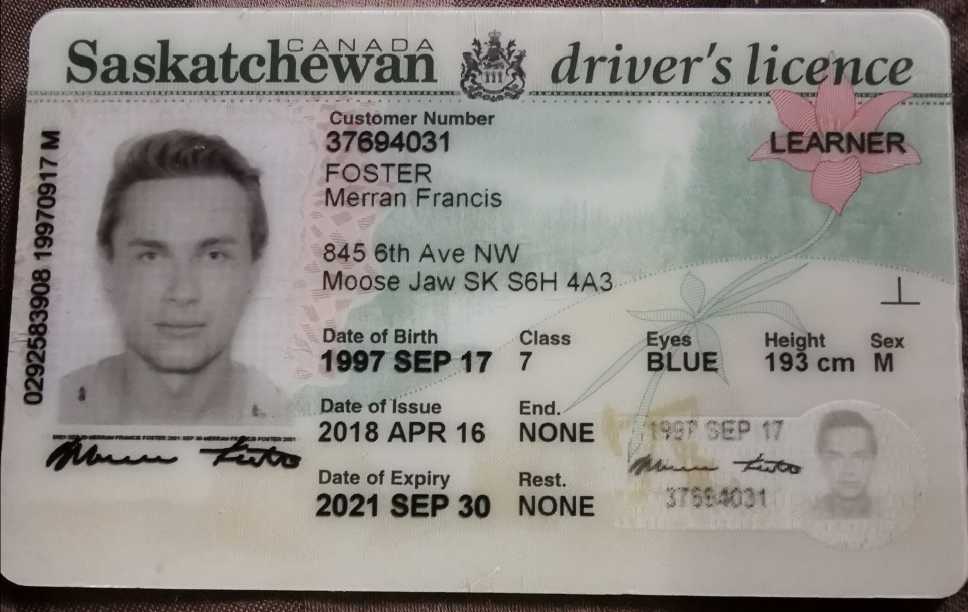 CANADA
Saskatchewan driver's licence
LEARNER
Customer Number
37694031
FOSTER
Merran Francis
845 6th Ave NW
Moose Jaw SK S6H 4A3
0292583908 19970917 M
Date of Birth Class Eyes Height Sex
1997 SEP 17 7 BLUE 193 cm M
Date of Issue End.
2018 APR 16 NONE
Date of Expiry Rest.
2021 SEP 30 NONE
1997 SEP 17
37694031